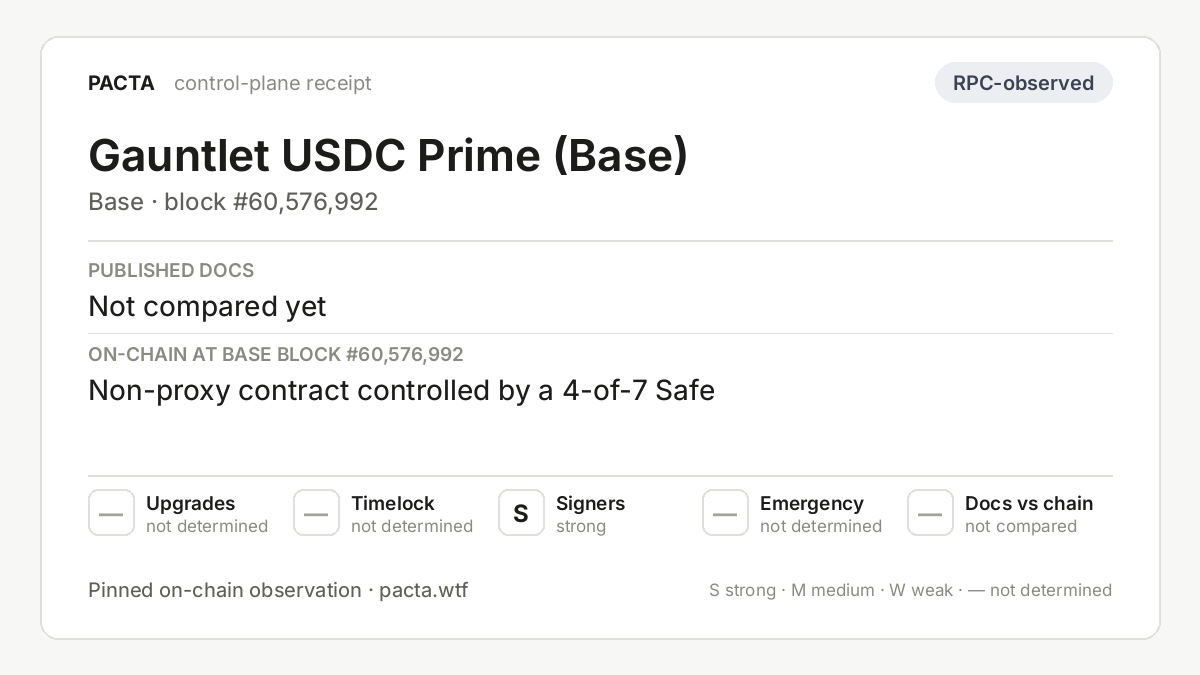 PACTA control-plane receipt RPC-observed
Gauntlet USDC Prime (Base)
Base · block #60,576,992
PUBLISHED DOCS
Not compared yet
ON-CHAIN AT BASE BLOCK #60,576,992
Non-proxy contract controlled by a 4-of-7 Safe
— Upgrades not determined
— Timelock not determined
S Signers strong
— Emergency not determined
— Docs vs chain not compared
Pinned on-chain observation · pacta.wtf
S strong · M medium · W weak · — not determined